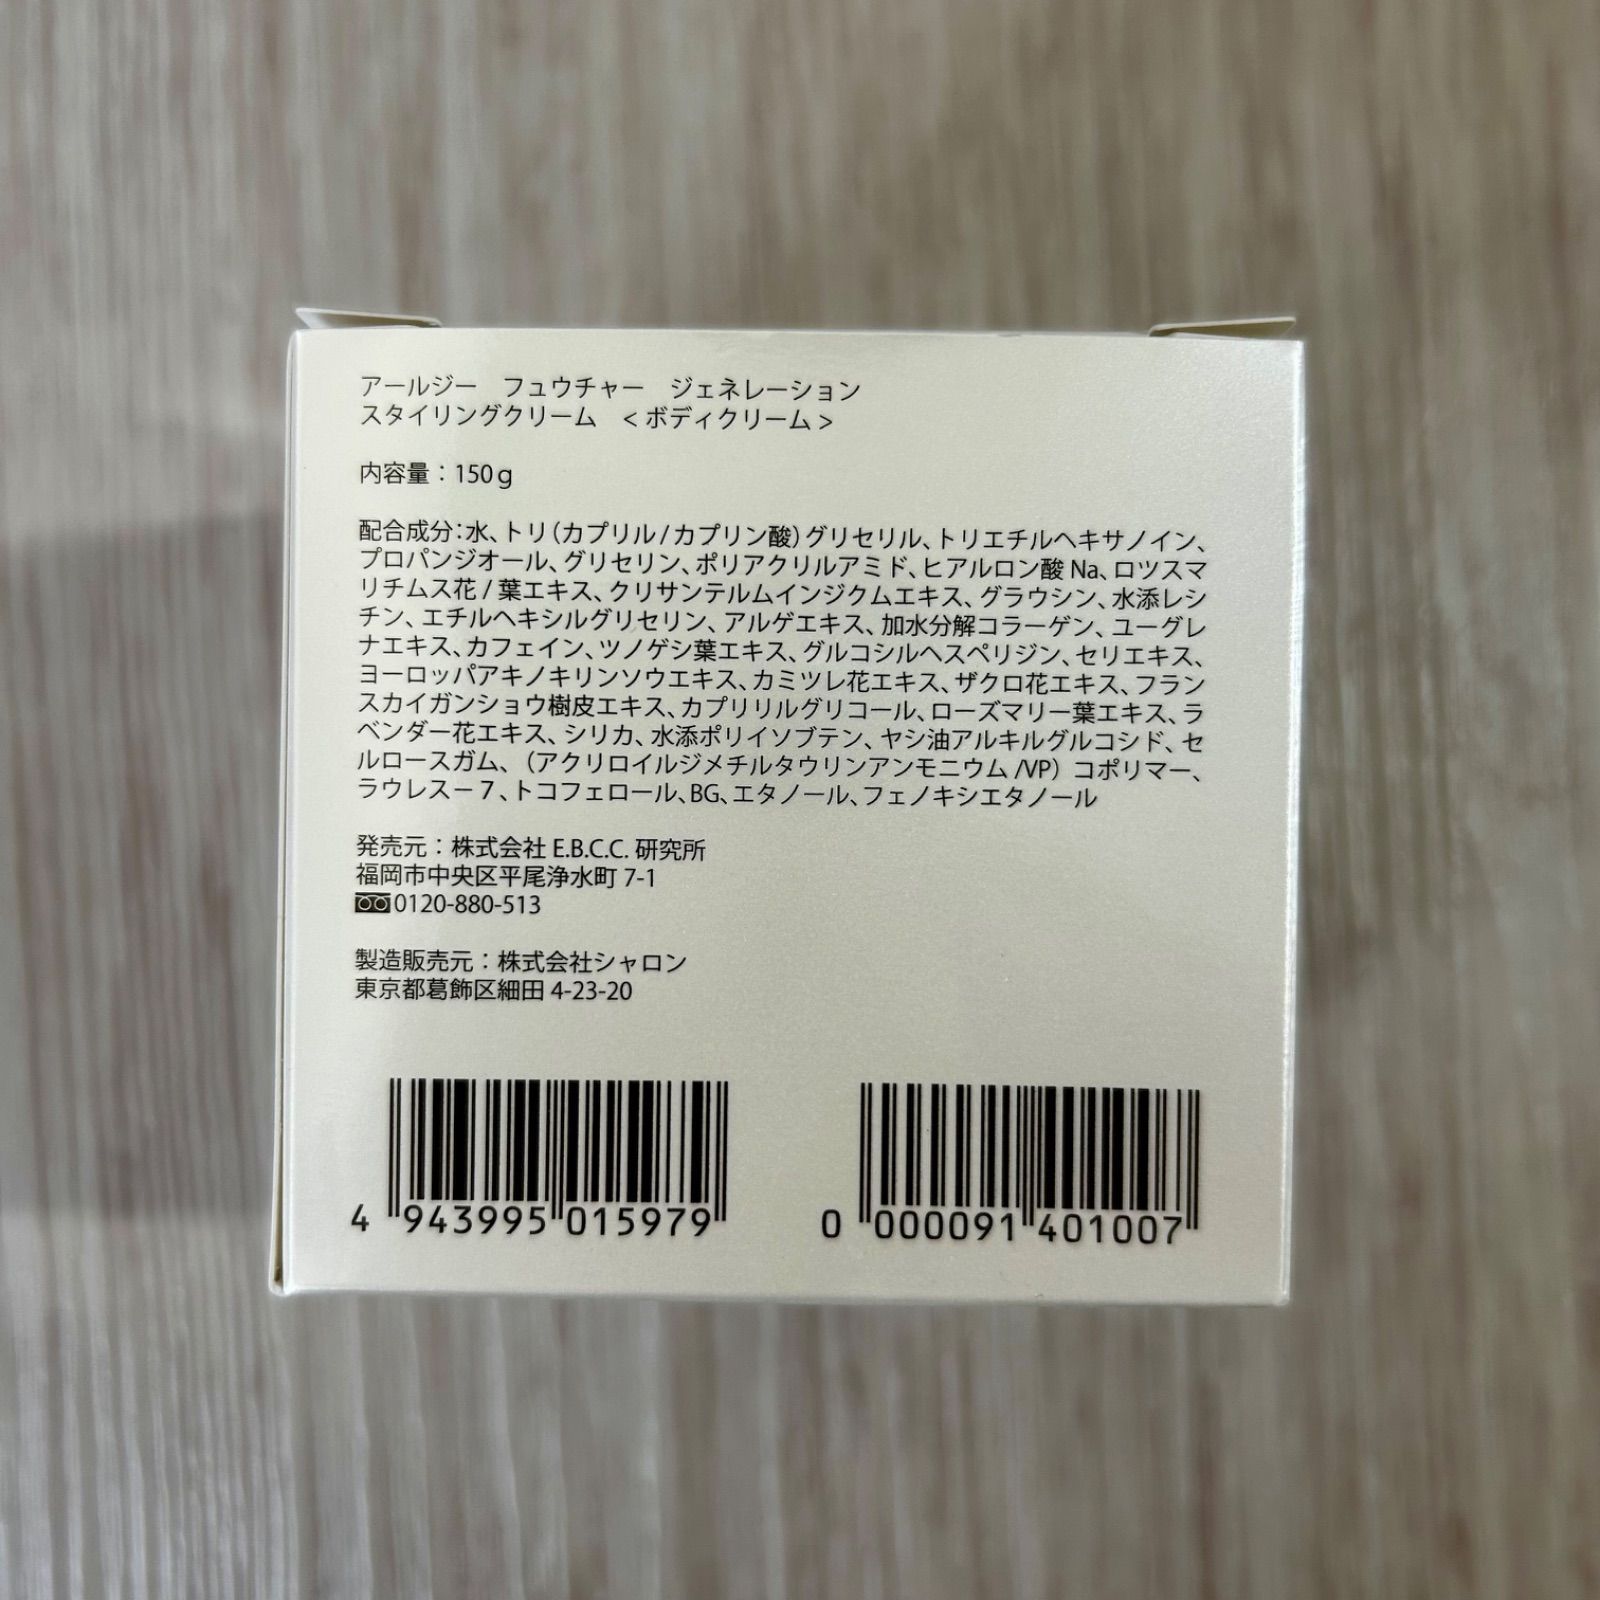 アールジー　フュウチャー　ジェネレーション
スタイリングクリーム　<ボディクリーム>
内容量：150g
配合成分：水、トリ（カプリル/カプリン酸）グリセリル、トリエチルヘキサノイン、
プロパンジオール、グリセリン、ポリアクリルアミド、ヒアルロン酸Na、ロツスマ
リチムス花/葉エキス、クリサンテルムインジクムエキス、グラウシン、水添レシ
チン、エチルヘキシルグリセリン、アルゲエキス、加水分解コラーゲン、ユーグレ
ナエキス、カフェイン、ツノゲシ葉エキス、グルコシルヘスペリジン、セリエキス、
ヨーロッパアキノキリンソウエキス、カミツレ花エキス、ザクロ花エキス、フラン
スカイガンショウ樹皮エキス、カプリリルグリコール、ローズマリー葉エキス、ラ
ベンダー花エキス、シリカ、水添ポリイソブテン、ヤシ油アルキルグルコシド、セ
ルロースガム、（アクリロイルジメチルタウリンアンモニウム/VP）コポリマー、
ラウレス－7、トコフェロール、BG、エタノール、フェノキシエタノール
発売元：株式会社 E.B.C.C. 研究所
福岡市中央区平尾浄水町 7-1
0120-880-513
製造販売元：株式会社シャロン
東京都葛飾区細田 4-23-20
4 943995 015979
0 000091 401007